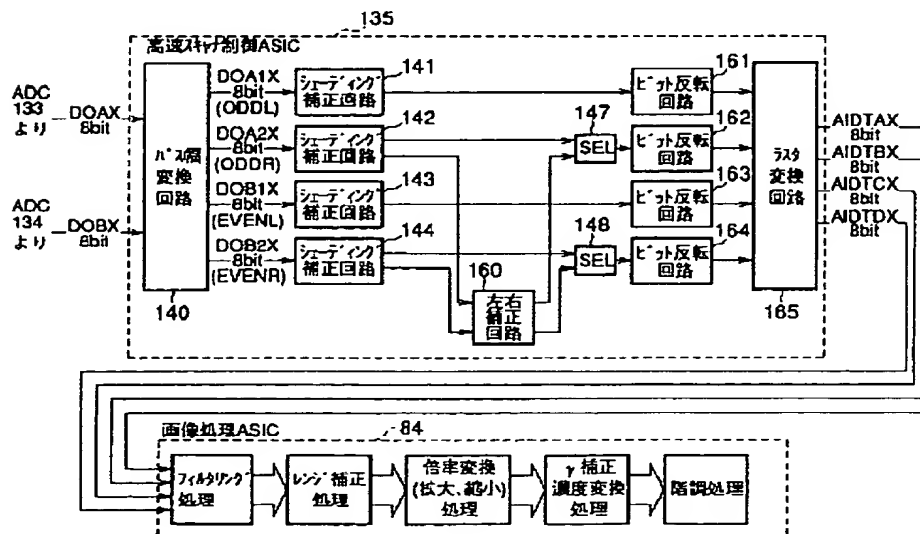 135
高速スキャナ制御ASIC
ADC
133
より
DOAX
8bit
ADC
134
より
DOBX
8bit
バス幅
変換
回路
140
DOA1X
8bit
(ODDL)
DOA2X
8bit
(ODDR)
DOB1X
8bit
(EVENL)
DOB2X
8bit
(EVENR)
シェーディング
補正回路
141
シェーディング
補正回路
142
シェーディング
補正回路
143
シェーディング
補正回路
144
160
左右
補正
回路
147
SEL
148
SEL
161
ビット反転
回路
162
ビット反転
回路
163
ビット反転
回路
164
ビット反転
回路
ラスタ
変換
回路
165
AIDTAX
8bit
AIDTBX
8bit
AIDTCX
8bit
AIDTDX
8bit
画像処理ASIC
84
フィルタリング
処理
レンジ補正
処理
倍率変換
(拡大、縮小)
処理
γ補正
濃度変換
処理
階調処理